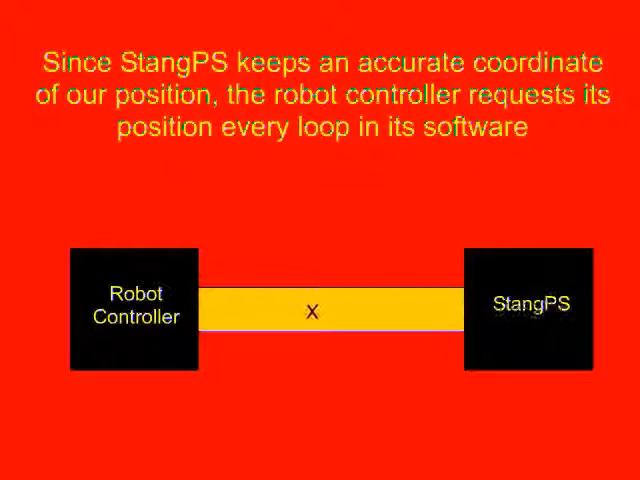 Since StangPS keeps an accurate coordinate
of our position, the robot controller requests its
position every loop in its software
Robot
Controller
X
StangPS